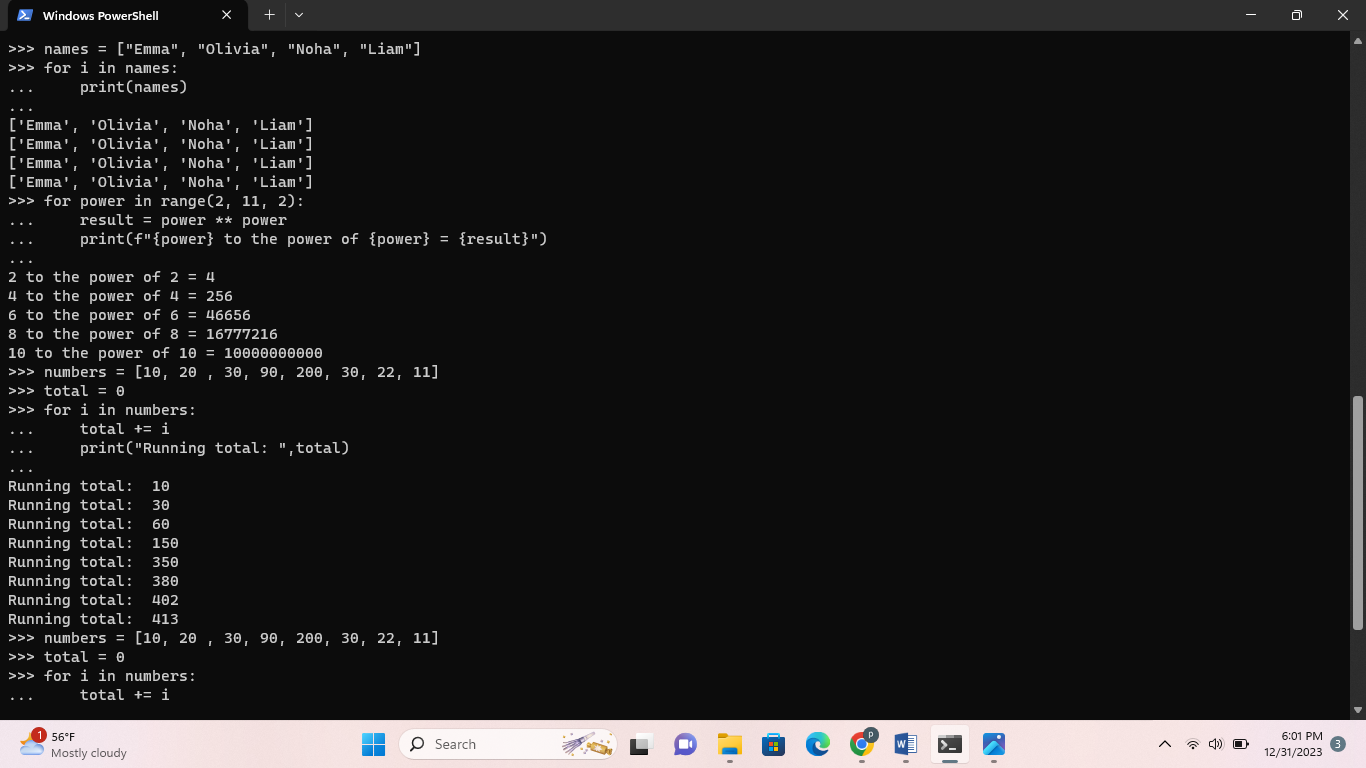 Windows PowerShell
>>> names = ["Emma", "Olivia", "Noha", "Liam"]
>>> for i in names:
...     print(names)
...
['Emma', 'Olivia', 'Noha', 'Liam']
['Emma', 'Olivia', 'Noha', 'Liam']
['Emma', 'Olivia', 'Noha', 'Liam']
['Emma', 'Olivia', 'Noha', 'Liam']
>>> for power in range(2, 11, 2):
...     result = power ** power
...     print(f"{power} to the power of {power} = {result}")
...
2 to the power of 2 = 4
4 to the power of 4 = 256
6 to the power of 6 = 46656
8 to the power of 8 = 16777216
10 to the power of 10 = 10000000000
>>> numbers = [10, 20 , 30, 90, 200, 30, 22, 11]
>>> total = 0
>>> for i in numbers:
...     total += i
...     print("Running total: ",total)
...
Running total:  10
Running total:  30
Running total:  60
Running total:  150
Running total:  350
Running total:  380
Running total:  402
Running total:  413
>>> numbers = [10, 20 , 30, 90, 200, 30, 22, 11]
>>> total = 0
>>> for i in numbers:
...     total += i
1
56°F
Mostly cloudy
Search
P
W
6:01 PM
12/31/2023
3